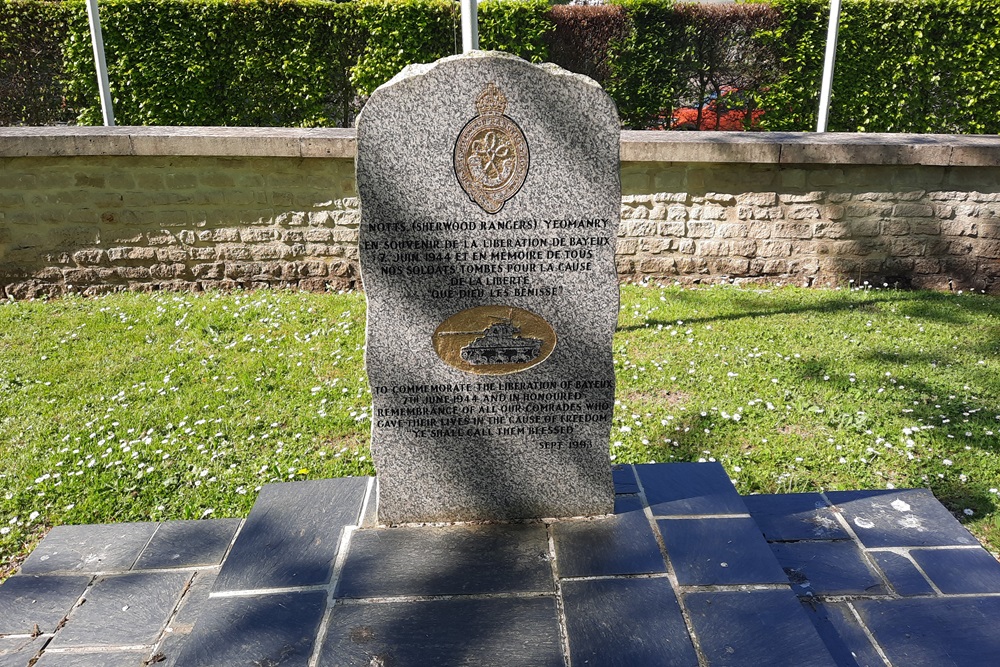 NOTTS. (SHERWOOD RANGERS) YEOMANRY
EN SOUVENIR DE LA LIBERATION DE BAYEUX
7 JUIN 1944 ET EN MEMOIRE DE TOUS
NOS SOLDATS TOMBES POUR LA CAUSE
DE LA LIBERTE
"QUE DIEU LES BENISSE"
TO COMMEMORATE THE LIBERATION OF BAYEUX
7TH JUNE 1944 AND IN HONOURED
REMEMBRANCE OF ALL OUR COMRADES WHO
GAVE THEIR LIVES IN THE CAUSE OF FREEDOM
"YE SHALL CALL THEM BLESSED"
SEPT. 1983